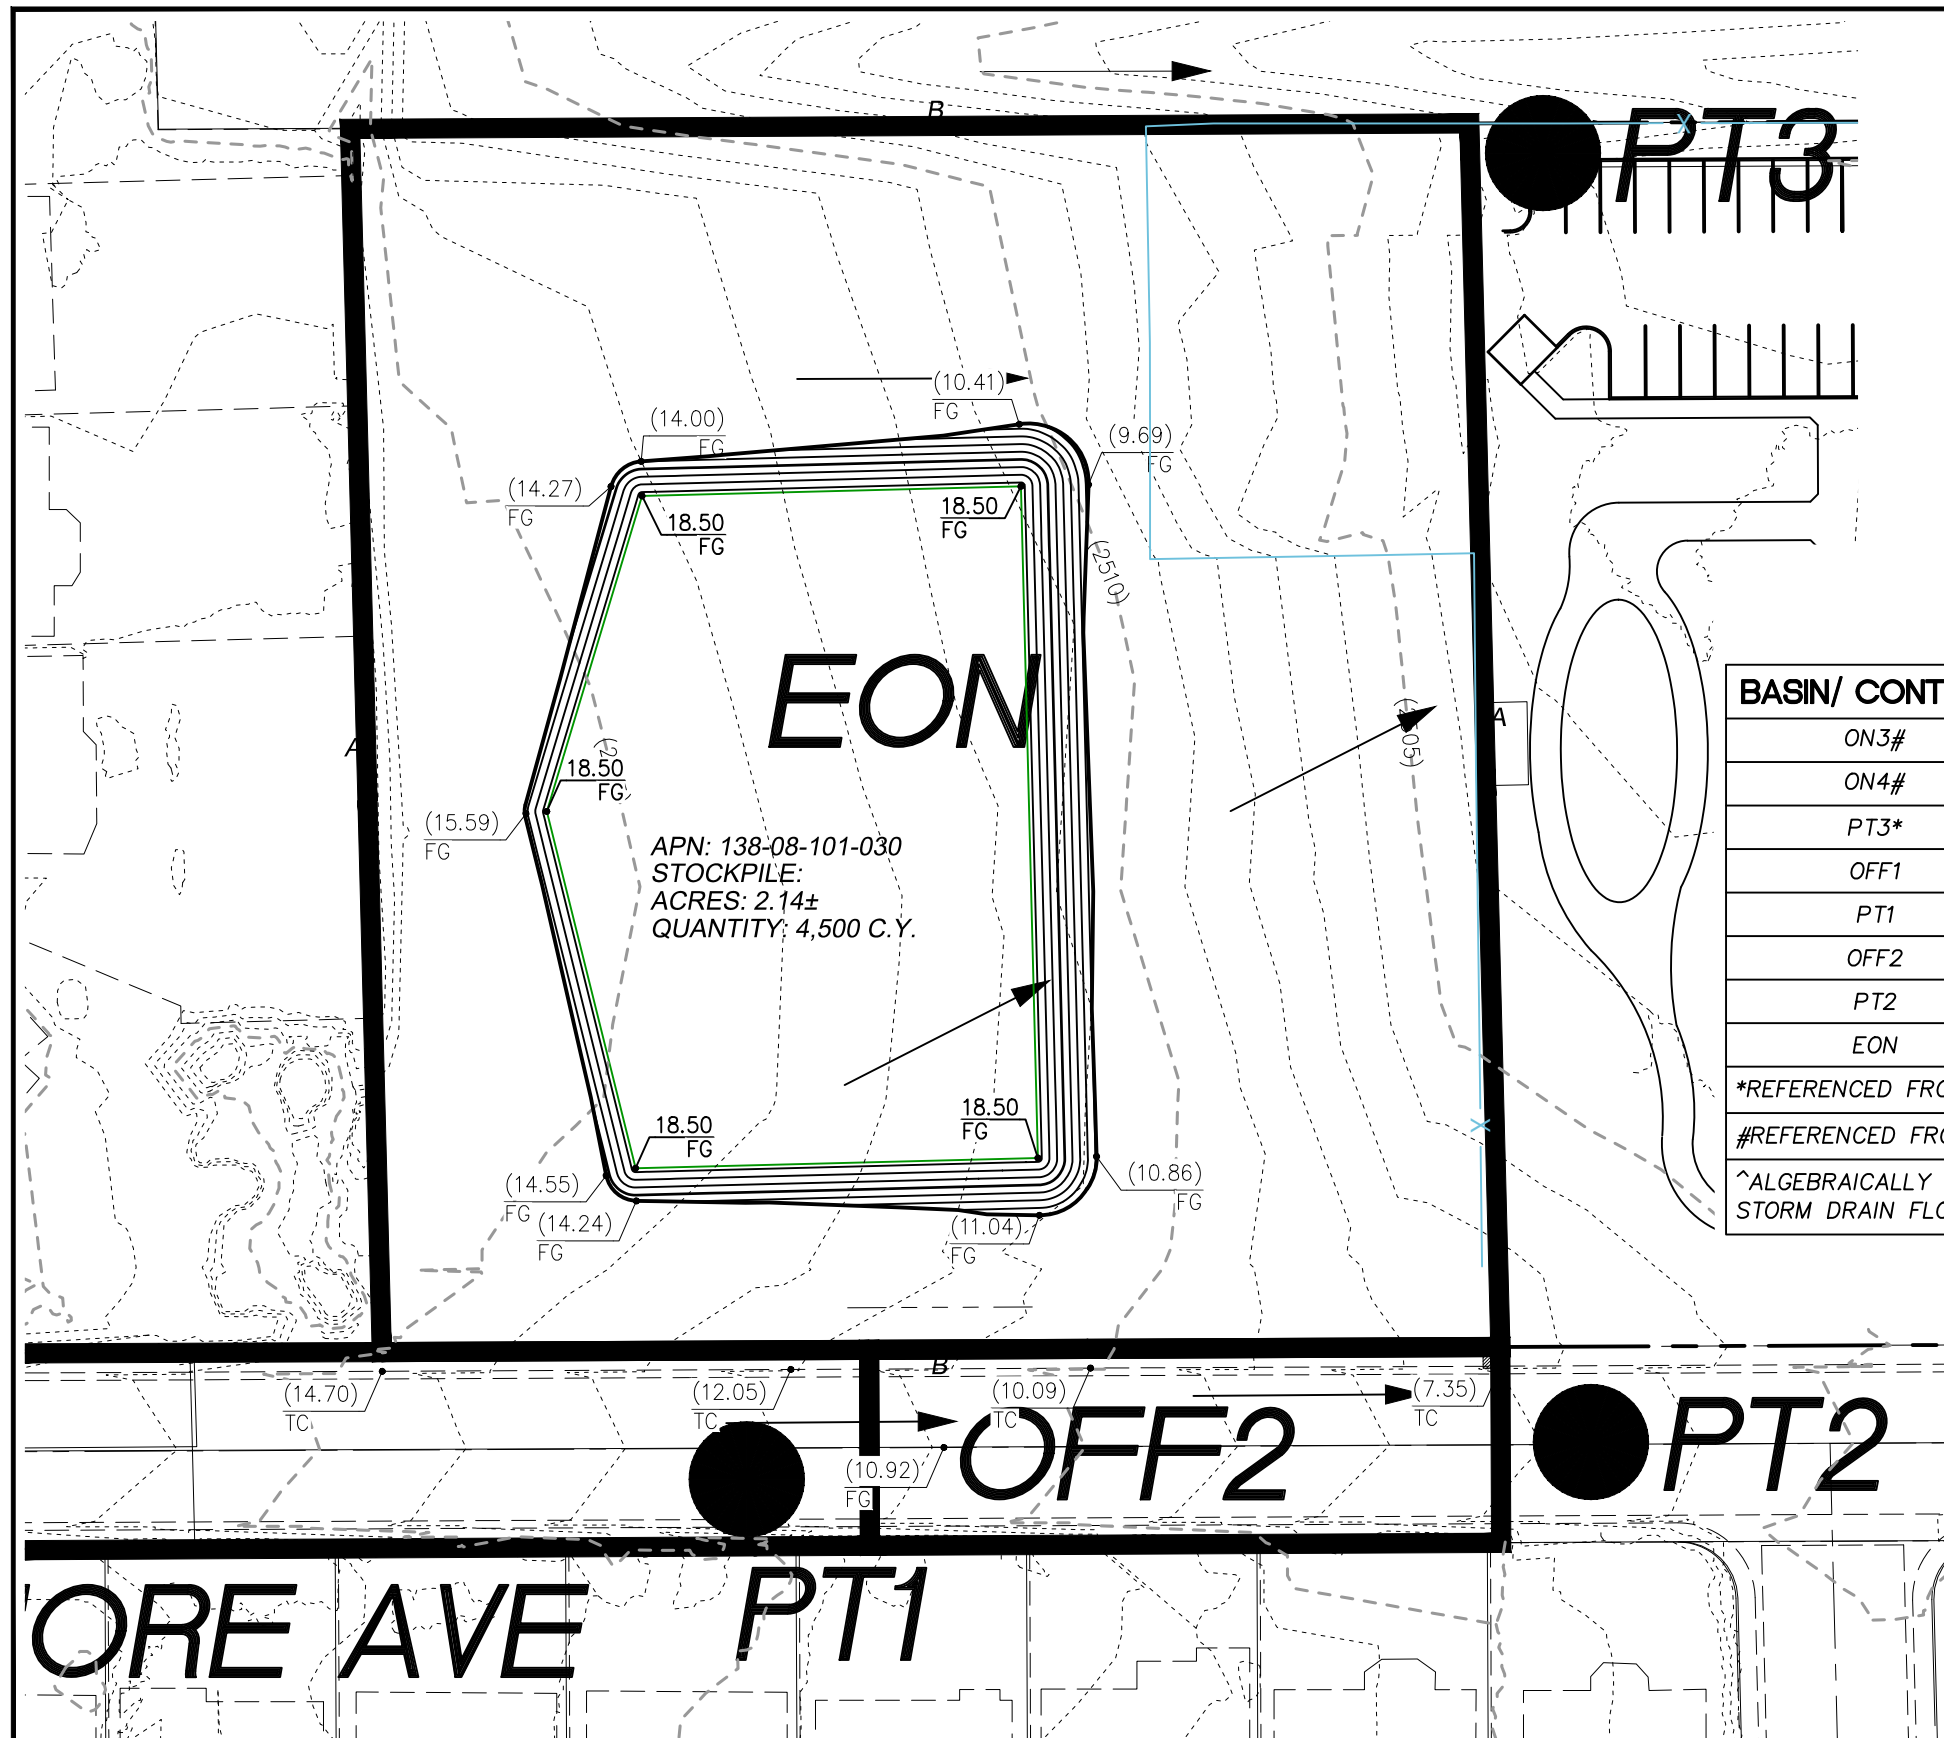 B
PT3
X
(10.41)
FG
(14.00)
FG
(9.69)
FG
(14.27)
FG
18.50
FG
18.50
FG
(2510)
EON
BASIN/ CONT
ON3#
ON4#
PT3*
OFF1
PT1
OFF2
PT2
EON
*REFERENCED FRO
#REFERENCED FRO
^ALGEBRAICALLY
STORM DRAIN FLO
A
A
18.50
FG
(15.59)
FG
APN: 138-08-101-030
STOCKPILE:
ACRES: 2.14±
QUANTITY: 4,500 C.Y.
18.50
FG
18.50
FG
X
(14.55)
FG
(14.24)
FG
(10.86)
FG
(11.04)
FG
B
(14.70)
TC
(12.05)
TC
(10.09)
TC
(7.35)
TC
OFF2
PT2
(10.92)
FG
PT1
ORE AVE